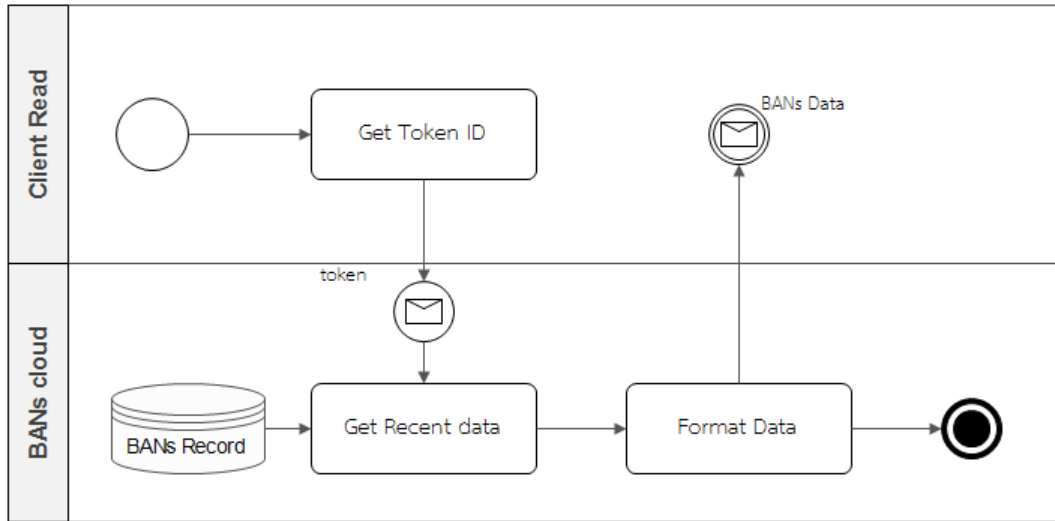 Client Read
Get Token ID
BANs Data
BANs cloud
token
BANs Record
Get Recent data
Format Data